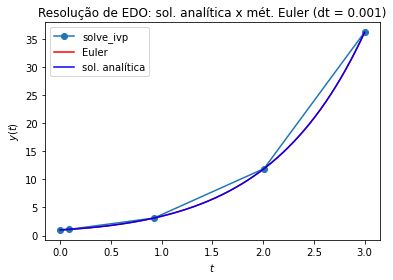 Resolução de EDO: sol. analítica x mét. Euler (dt = 0.001)
solve_ivp
Euler
sol. analítica
35
30
25
20
15
10
5
0
y(t)
0.0 0.5 1.0 1.5 2.0 2.5 3.0
t